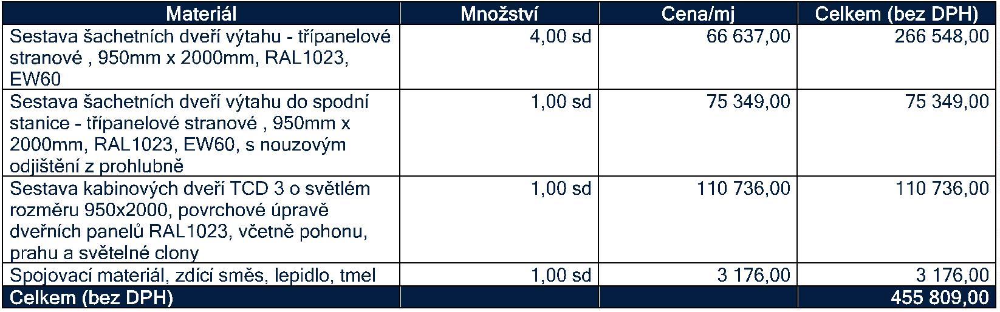 Materiál Množství Cena/mj Celkem (bez DPH)
Sestava šachetních dveří výtahu - třípanelové 4,00 sd 66 637,00 266 548,00
stranové , 950mm x 2000mm, RAL1023,
EW60
Sestava šachetních dveří výtahu do spodní 1,00 sd 75 349,00 75 349,00
stanice - třípanelové stranové , 950mm x
2000mm, RAL1023, EW60, s nouzovým
odjištění z prohlubně
Sestava kabinových dveří TCD 3 o světlém 1,00 sd 110 736,00 110 736,00
rozměru 950x2000, povrchové úpravě
dveřních panelů RAL1023, včetně pohonu,
prahu a světelné clony
Spojovací materiál, zdící směs, lepidlo, tmel 1,00 sd 3 176,00 3 176,00
Celkem (bez DPH) 455 809,00